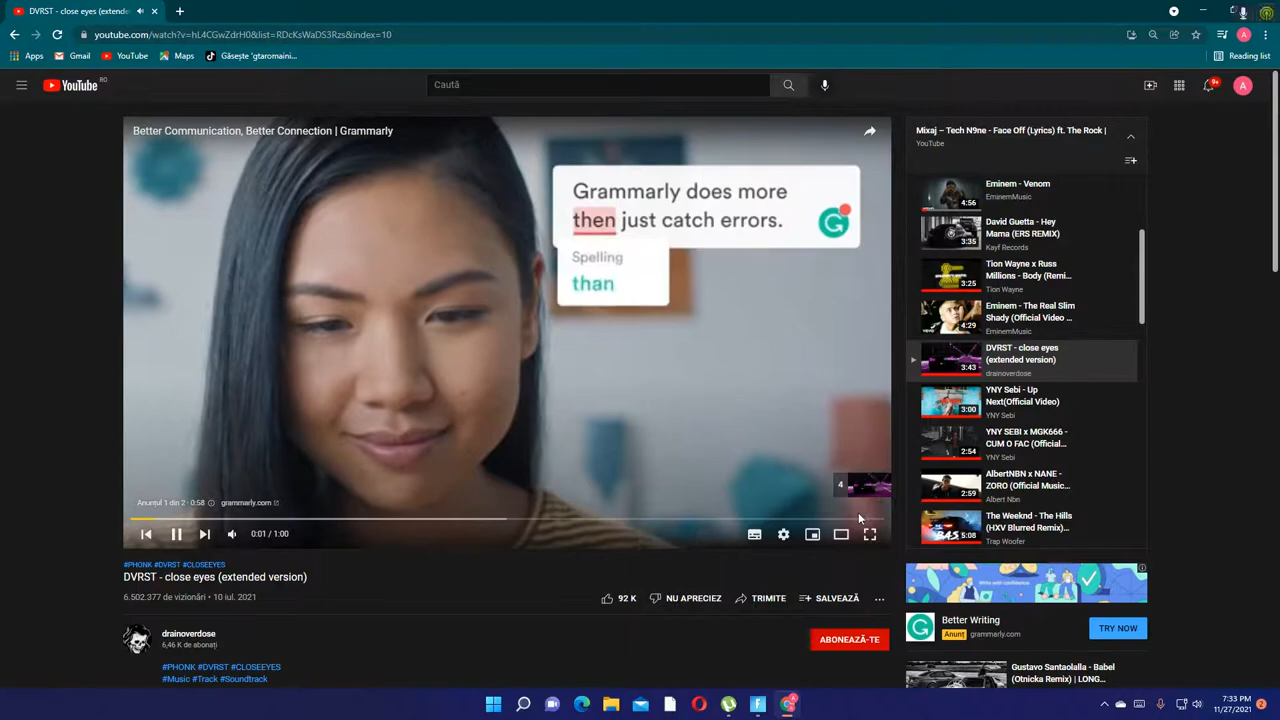 DVRST - close eyes (extende
youtube.com/watch?v=hL4CGwZdrH0&list=RDcKsWaDS3Rzs&index=10
Apps
Gmail
YouTube
Maps
Găsește "gtaromaini...
Reading list
YouTube RO
Caută
9+
A
Better Communication, Better Connection | Grammarly
Grammarly does more
then just catch errors.
Spelling
than
4
Anunțul 1 din 2 · 0:58
grammarly.com
0:01 / 1:00
Mixaj – Tech N9ne - Face Off (Lyrics) ft. The Rock |
YouTube
Eminem - Venom
EminemMusic
4:56
David Guetta - Hey
Mama (ERS REMIX)
Kayf Records
3:35
Tion Wayne x Russ
Millions - Body (Remi...
Tion Wayne
3:25
Eminem - The Real Slim
Shady (Official Video ...
EminemMusic
4:29
DVRST - close eyes
(extended version)
drainoverdose
3:43
YNY Sebi - Up
Next(Official Video)
YNY Sebi
3:00
YNY SEBI x MGK666 -
CUM O FAC (Official...
YNY Sebi
2:54
AlbertNBN x NANE -
ZORO (Official Music...
Albert Nbn
2:59
The Weeknd - The Hills
(HXV Blurred Remix)...
Trap Woofer
5:08
#PHONK #DVRST #CLOSEEYES
DVRST - close eyes (extended version)
6.502.377 de vizionări • 10 iul. 2021
92 K
NU APRECIEZ
TRIMITE
SALVEAZĂ
drainoverdose
6,46 K de abonați
ABONEAZĂ-TE
#PHONK #DVRST #CLOSEEYES
#Music #Track #Soundtrack
Write with confidence
Better Writing
Anunț grammarly.com
TRY NOW
Gustavo Santaolalla - Babel
(Otnicka Remix) | LONG...
7:33 PM
11/27/2021
2